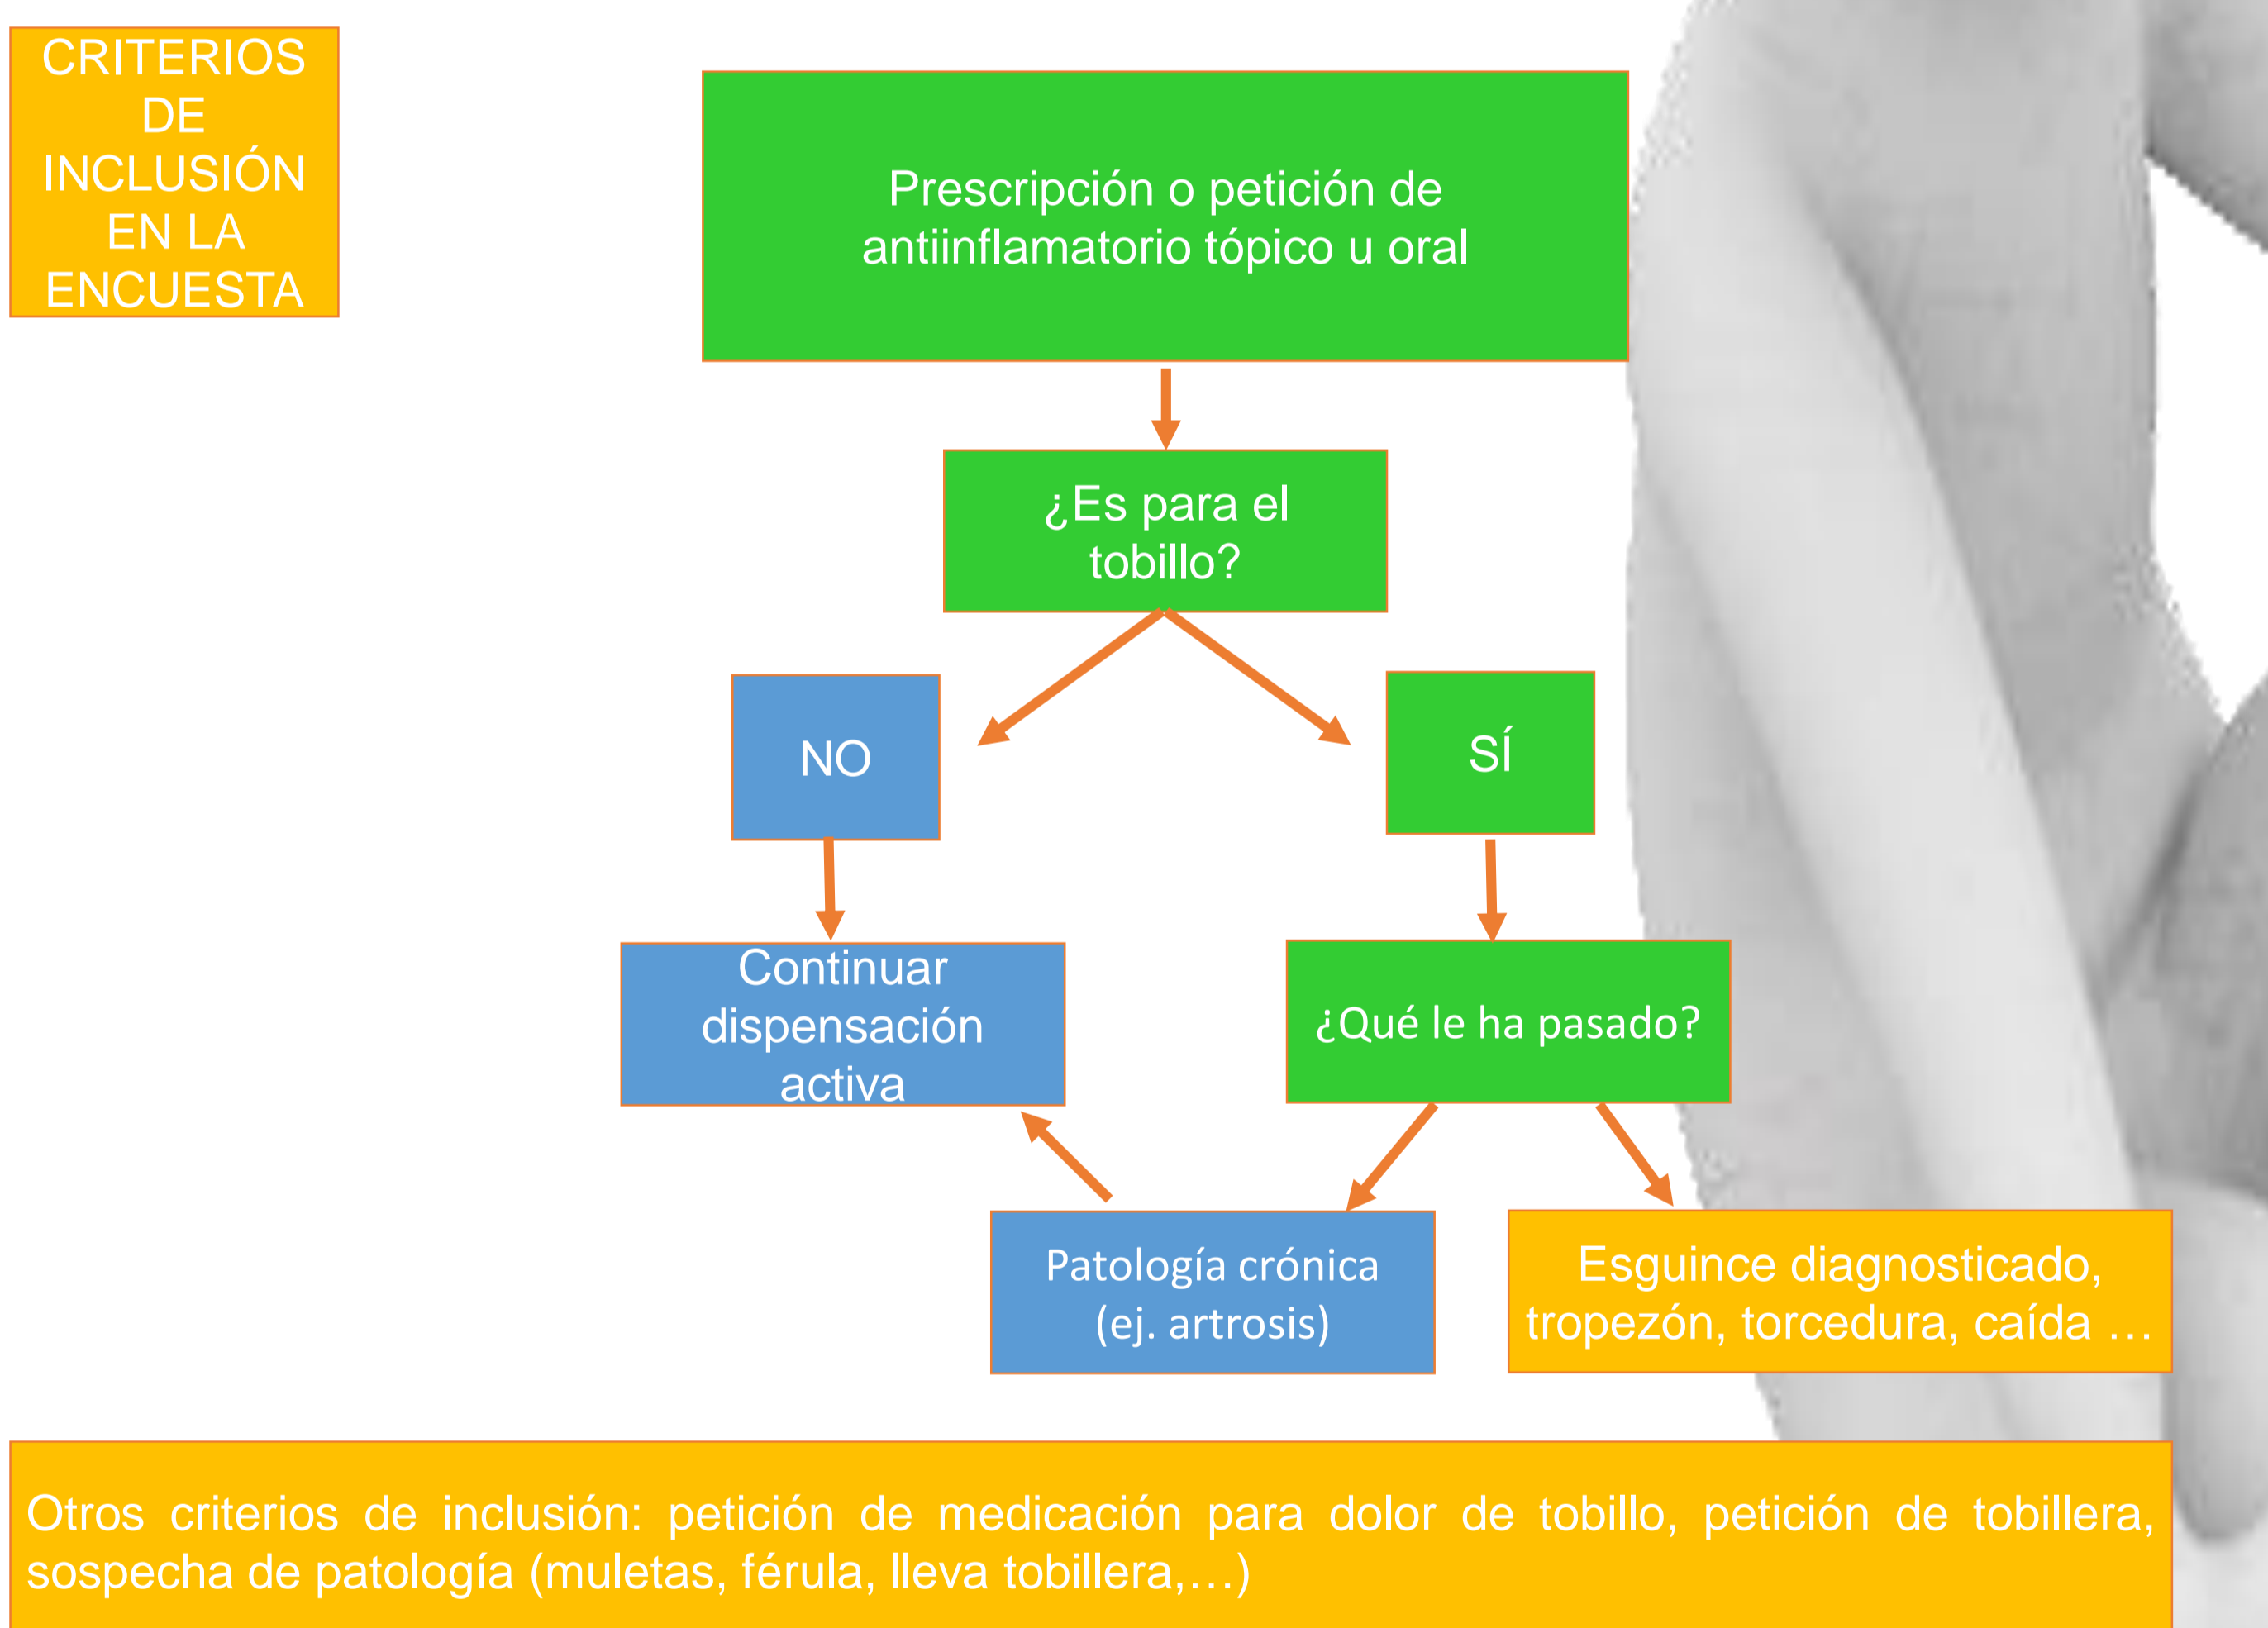 CRITERIOS
DE
INCLUSIÓN
EN LA
ENCUESTA
Prescripción o petición de
antiinflamatorio tópico u oral
¿Es para el
tobillo?
NO
SÍ
Continuar
dispensación
activa
¿Qué le ha pasado?
Patología crónica
(ej. artrosis)
Esguince diagnosticado,
tropezón, torcedura, caída …
Otros criterios de inclusión: petición de medicación para dolor de tobillo, petición de tobillera,
sospecha de patología (muletas, férula, lleva tobillera,…)